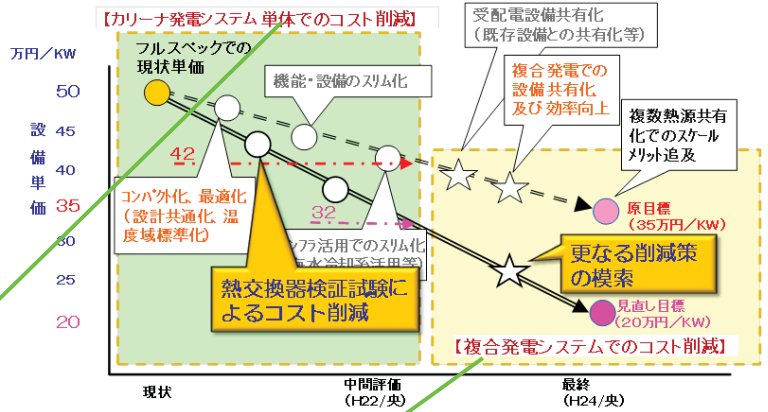 【カリーナ発電システム 単体でのコスト削減】
万円/KW
フルスペックでの
現状単価
受配電設備共有化
(既存設備との共有化等)
機能・設備のスリム化
複合発電での
設備共有化
及び効率向上
複数熱源共有
化でのスケール
メリット追及
設備単価
50
45
40
35
30
25
20
42
32
コンパクト化、最適化
(設計共通化、温
度域標準化)
ンフラ活用でのスリム化
水冷却系活用等)
熱交換器検証試験に
よるコスト削減
原目標
(35万円/KW)
更なる削減策
の模索
見直し目標
(20万円/KW)
【複合発電システムでのコスト削減】
現状
中間評価
(H22/央)
最終
(H24/央)